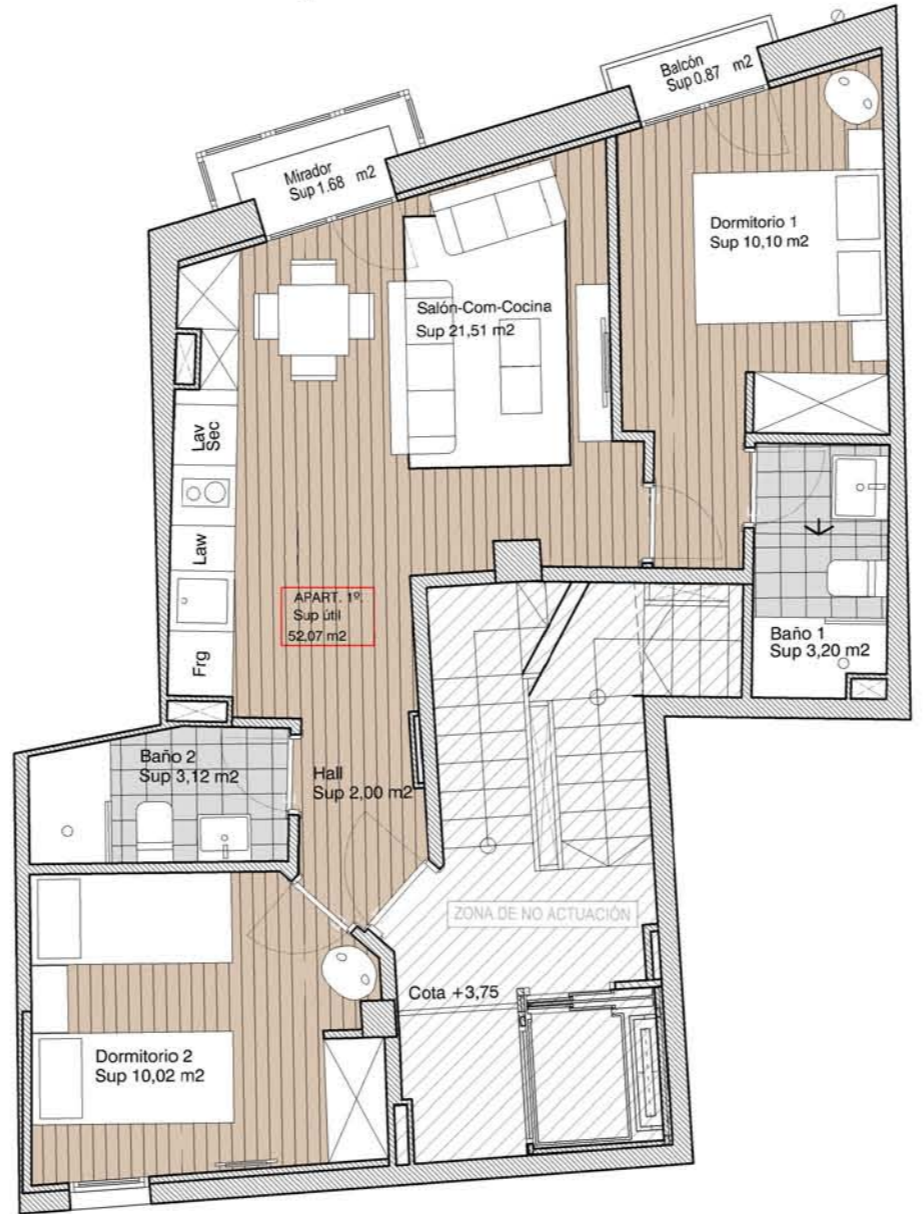 Balcón
Sup 0.87 m2
Mirador
Sup 1.68 m2
Dormitorio 1
Sup 10,10 m2
Salón-Com-Cocina
Sup 21,51 m2
Lav
Sec
Law
APART. 1º.
Sup útil
52,07 m2
Frg
Baño 1
Sup 3,20 m2
Baño 2
Sup 3,12 m2
Hall
Sup 2,00 m2
ZONA DE NO ACTUACIÓN
Cota +3,75
Dormitorio 2
Sup 10,02 m2